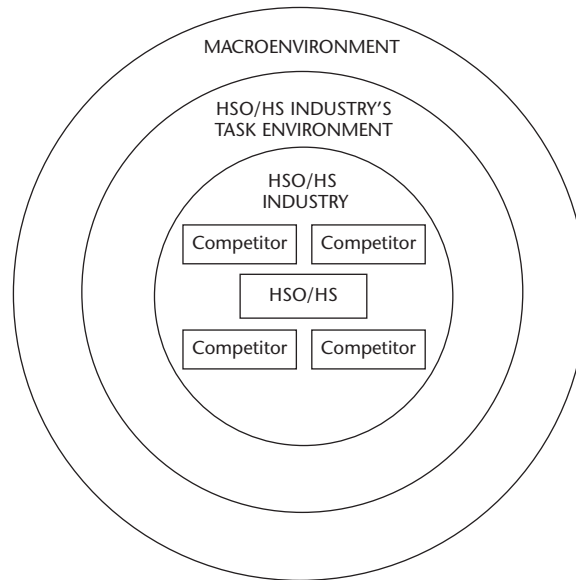 MACROENVIRONMENT
HSO/HS INDUSTRY’S
TASK ENVIRONMENT
HSO/HS
INDUSTRY
Competitor Competitor
HSO/HS
Competitor Competitor